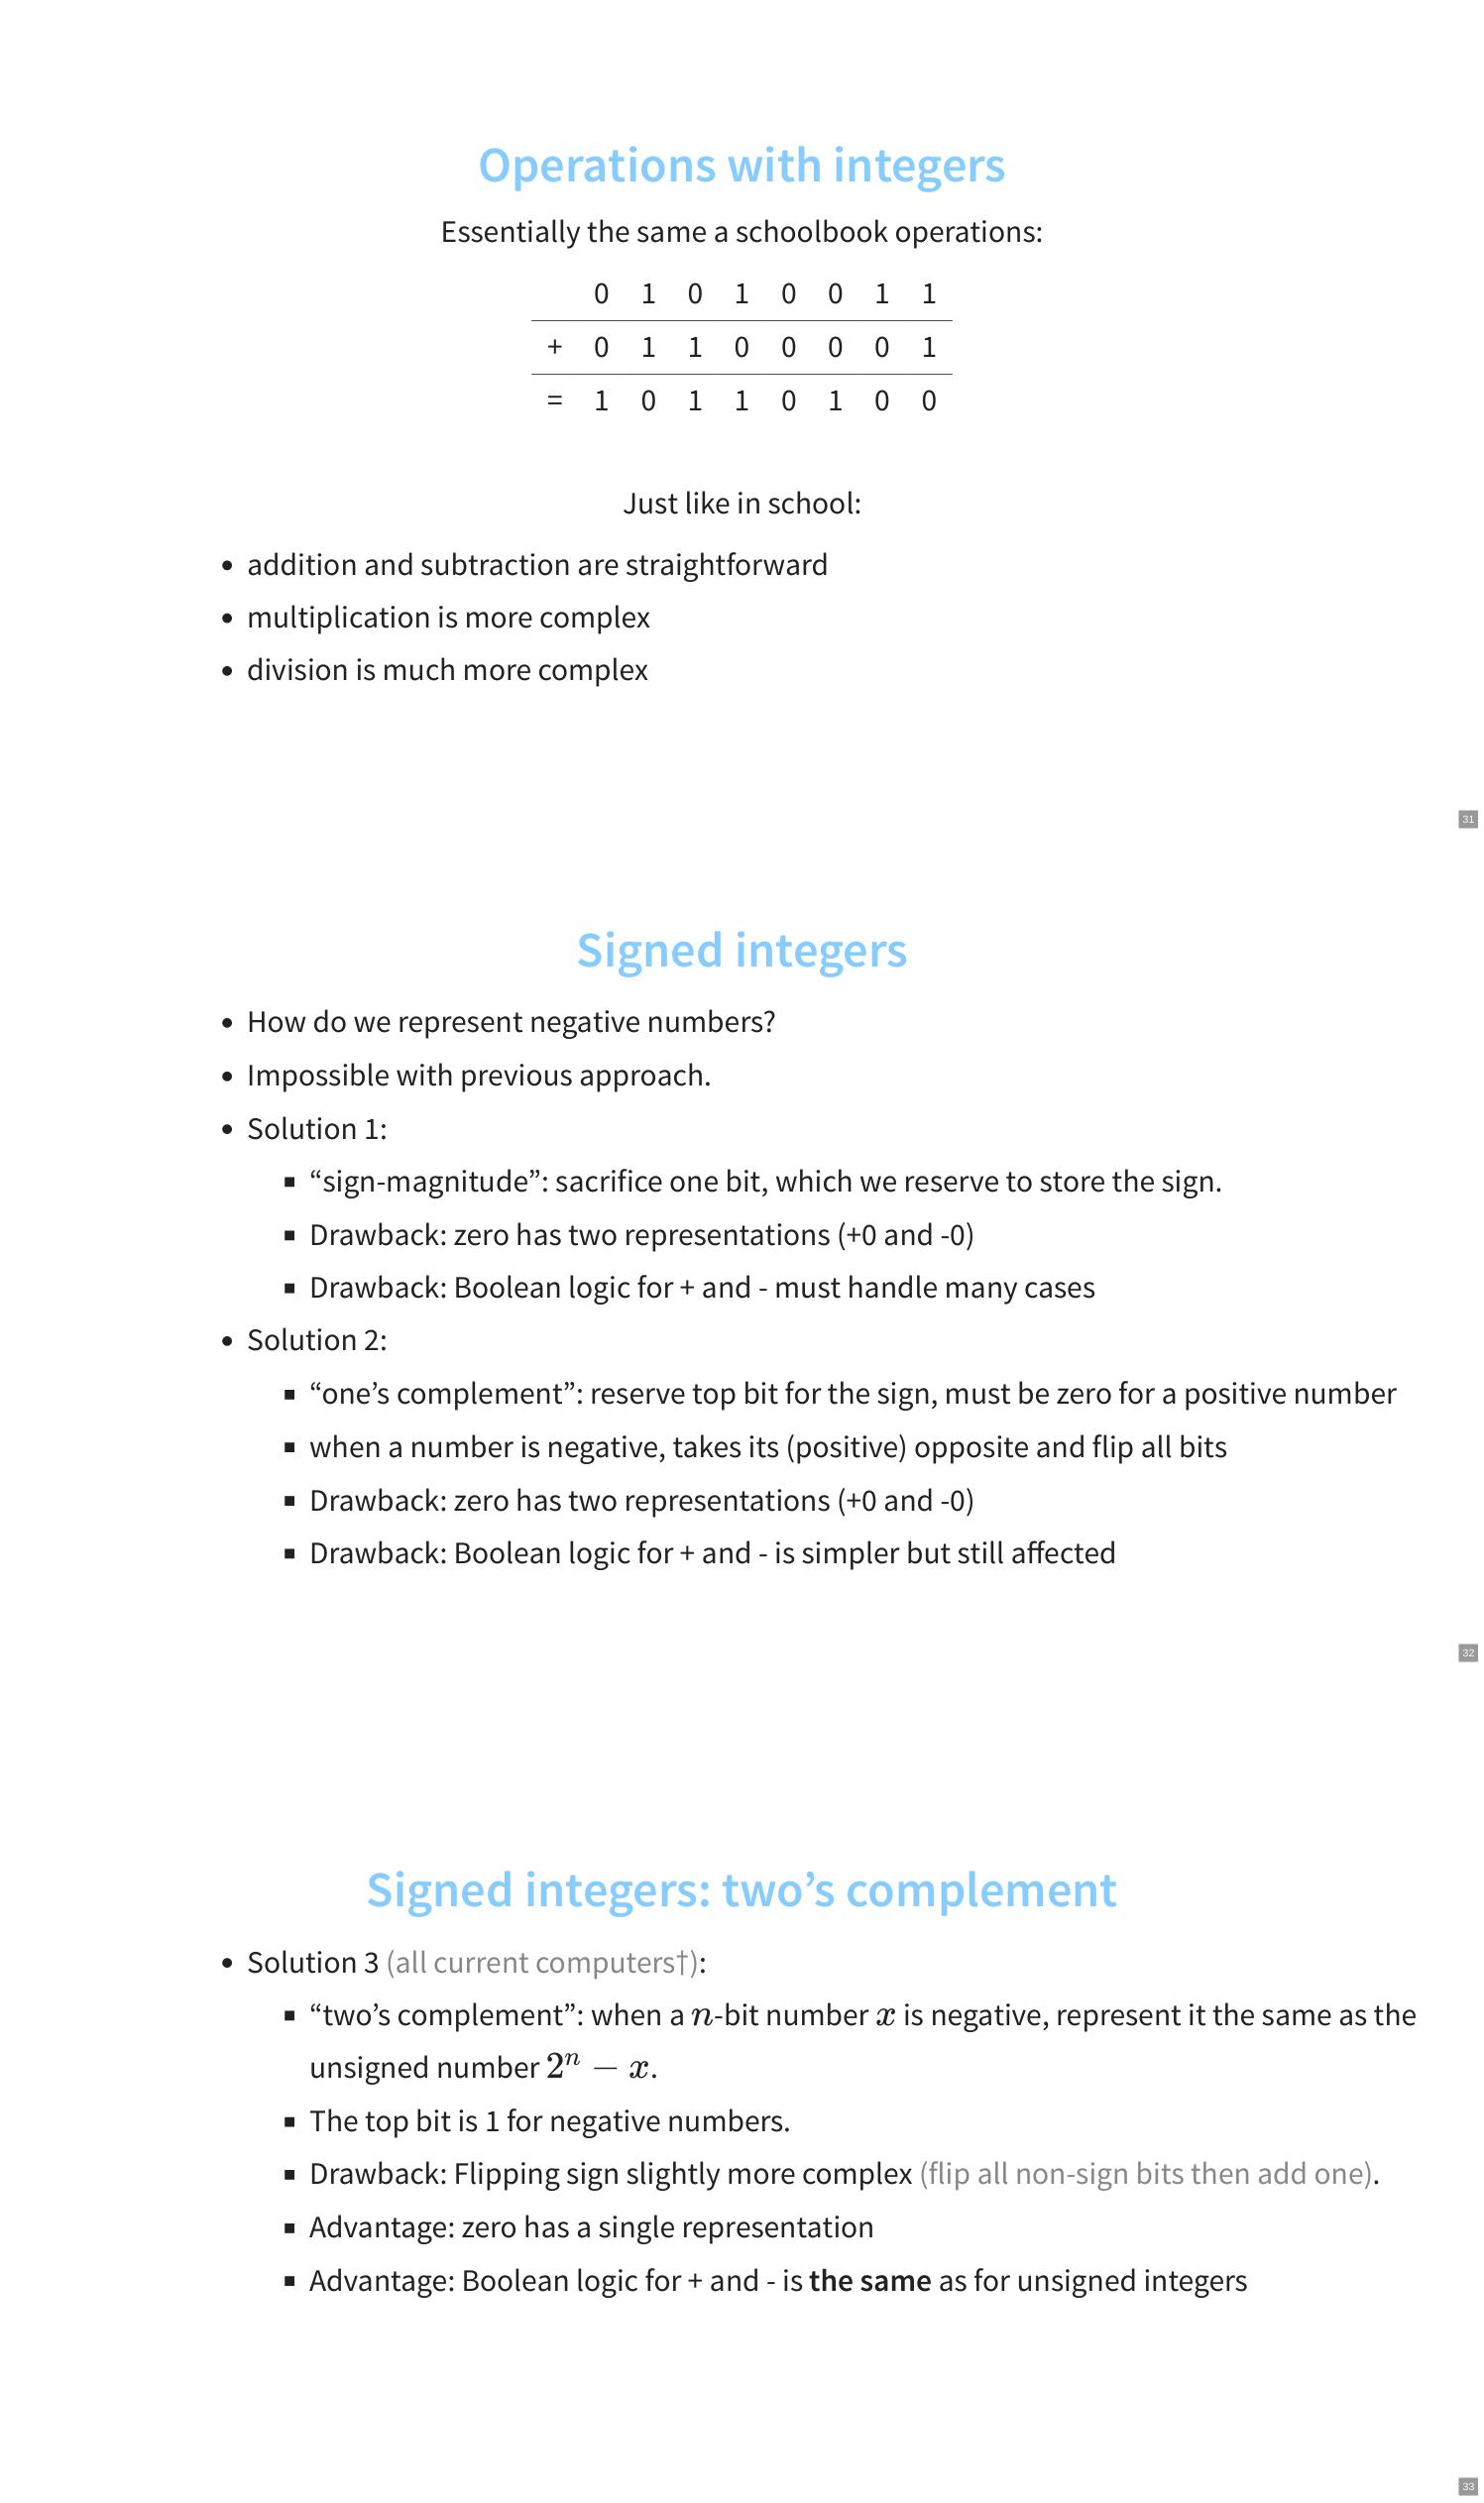 Operations with integers
Essentially the same a schoolbook operations:
0 1 0 1 0 0 1 1
+ 0 1 1 0 0 0 0 1
= 1 0 1 1 0 1 0 0
Just like in school:
• addition and subtraction are straightforward
• multiplication is more complex
• division is much more complex
31
Signed integers
• How do we represent negative numbers?
• Impossible with previous approach.
• Solution 1:
▪ “sign-magnitude”: sacrifice one bit, which we reserve to store the sign.
▪ Drawback: zero has two representations (+0 and -0)
▪ Drawback: Boolean logic for + and - must handle many cases
• Solution 2:
▪ “one’s complement”: reserve top bit for the sign, must be zero for a positive number
▪ when a number is negative, takes its (positive) opposite and flip all bits
▪ Drawback: zero has two representations (+0 and -0)
▪ Drawback: Boolean logic for + and - is simpler but still affected
32
Signed integers: two’s complement
• Solution 3 (all current computers†):
▪ “two’s complement”: when a n-bit number x is negative, represent it the same as the
unsigned number 2ⁿ − x.
▪ The top bit is 1 for negative numbers.
▪ Drawback: Flipping sign slightly more complex (flip all non-sign bits then add one).
▪ Advantage: zero has a single representation
▪ Advantage: Boolean logic for + and - is the same as for unsigned integers
33